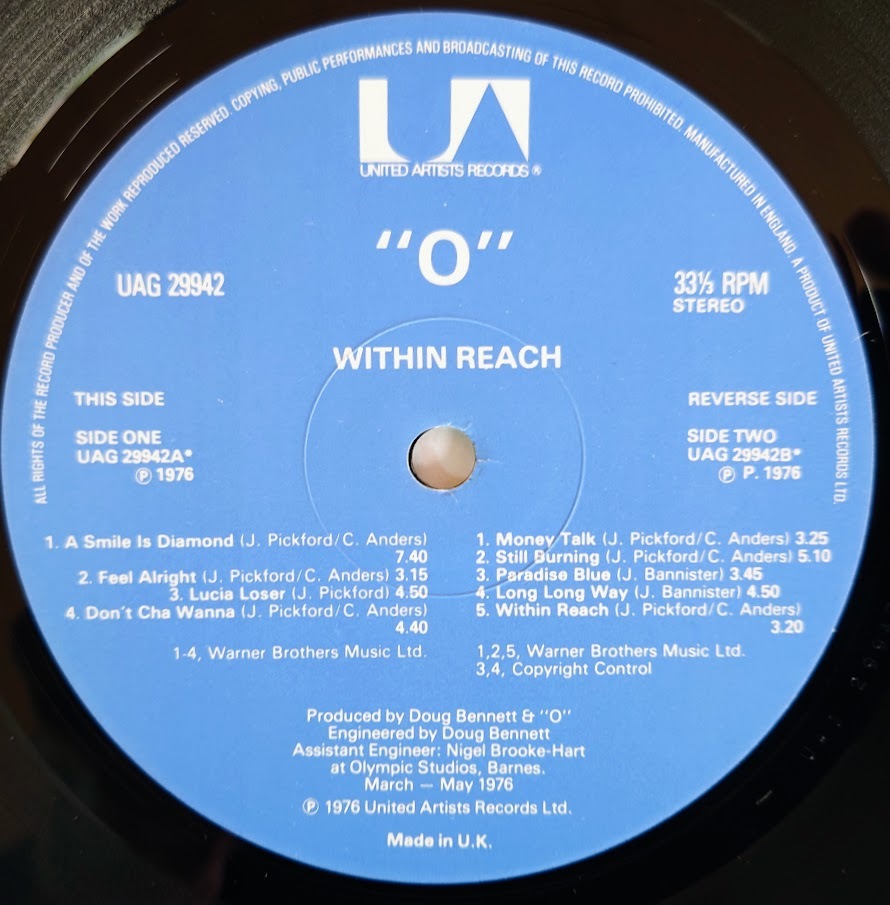 ALL RIGHTS OF THE RECORD PRODUCER AND OF THE WORK REPRODUCED RESERVED. COPYING, PUBLIC PERFORMANCES AND BROADCASTING OF THIS RECORD PROHIBITED. MANUFACTURED IN ENGLAND. A PRODUCT OF UNITED ARTISTS RECORDS LTD.
UA
UNITED ARTISTS RECORDS ®
"O"
UAG 29942
33⅓ RPM
STEREO
WITHIN REACH
THIS SIDE
SIDE ONE
UAG 29942A*
℗ 1976
REVERSE SIDE
SIDE TWO
UAG 29942B*
℗ P. 1976
1. A Smile Is Diamond (J. Pickford/C. Anders)
7.40
2. Feel Alright (J. Pickford/C. Anders) 3.15
3. Lucia Loser (J. Pickford) 4.50
4. Don't Cha Wanna (J. Pickford/C. Anders)
4.40
1-4, Warner Brothers Music Ltd.
1. Money Talk (J. Pickford/C. Anders) 3.25
2. Still Burning (J. Pickford/C. Anders) 5.10
3. Paradise Blue (J. Bannister) 3.45
4. Long Long Way (J. Bannister) 4.50
5. Within Reach (J. Pickford/C. Anders)
3.20
1,2,5, Warner Brothers Music Ltd.
3,4, Copyright Control
Produced by Doug Bennett & "O"
Engineered by Doug Bennett
Assistant Engineer: Nigel Brooke-Hart
at Olympic Studios, Barnes.
March — May 1976
℗ 1976 United Artists Records Ltd.
Made in U.K.